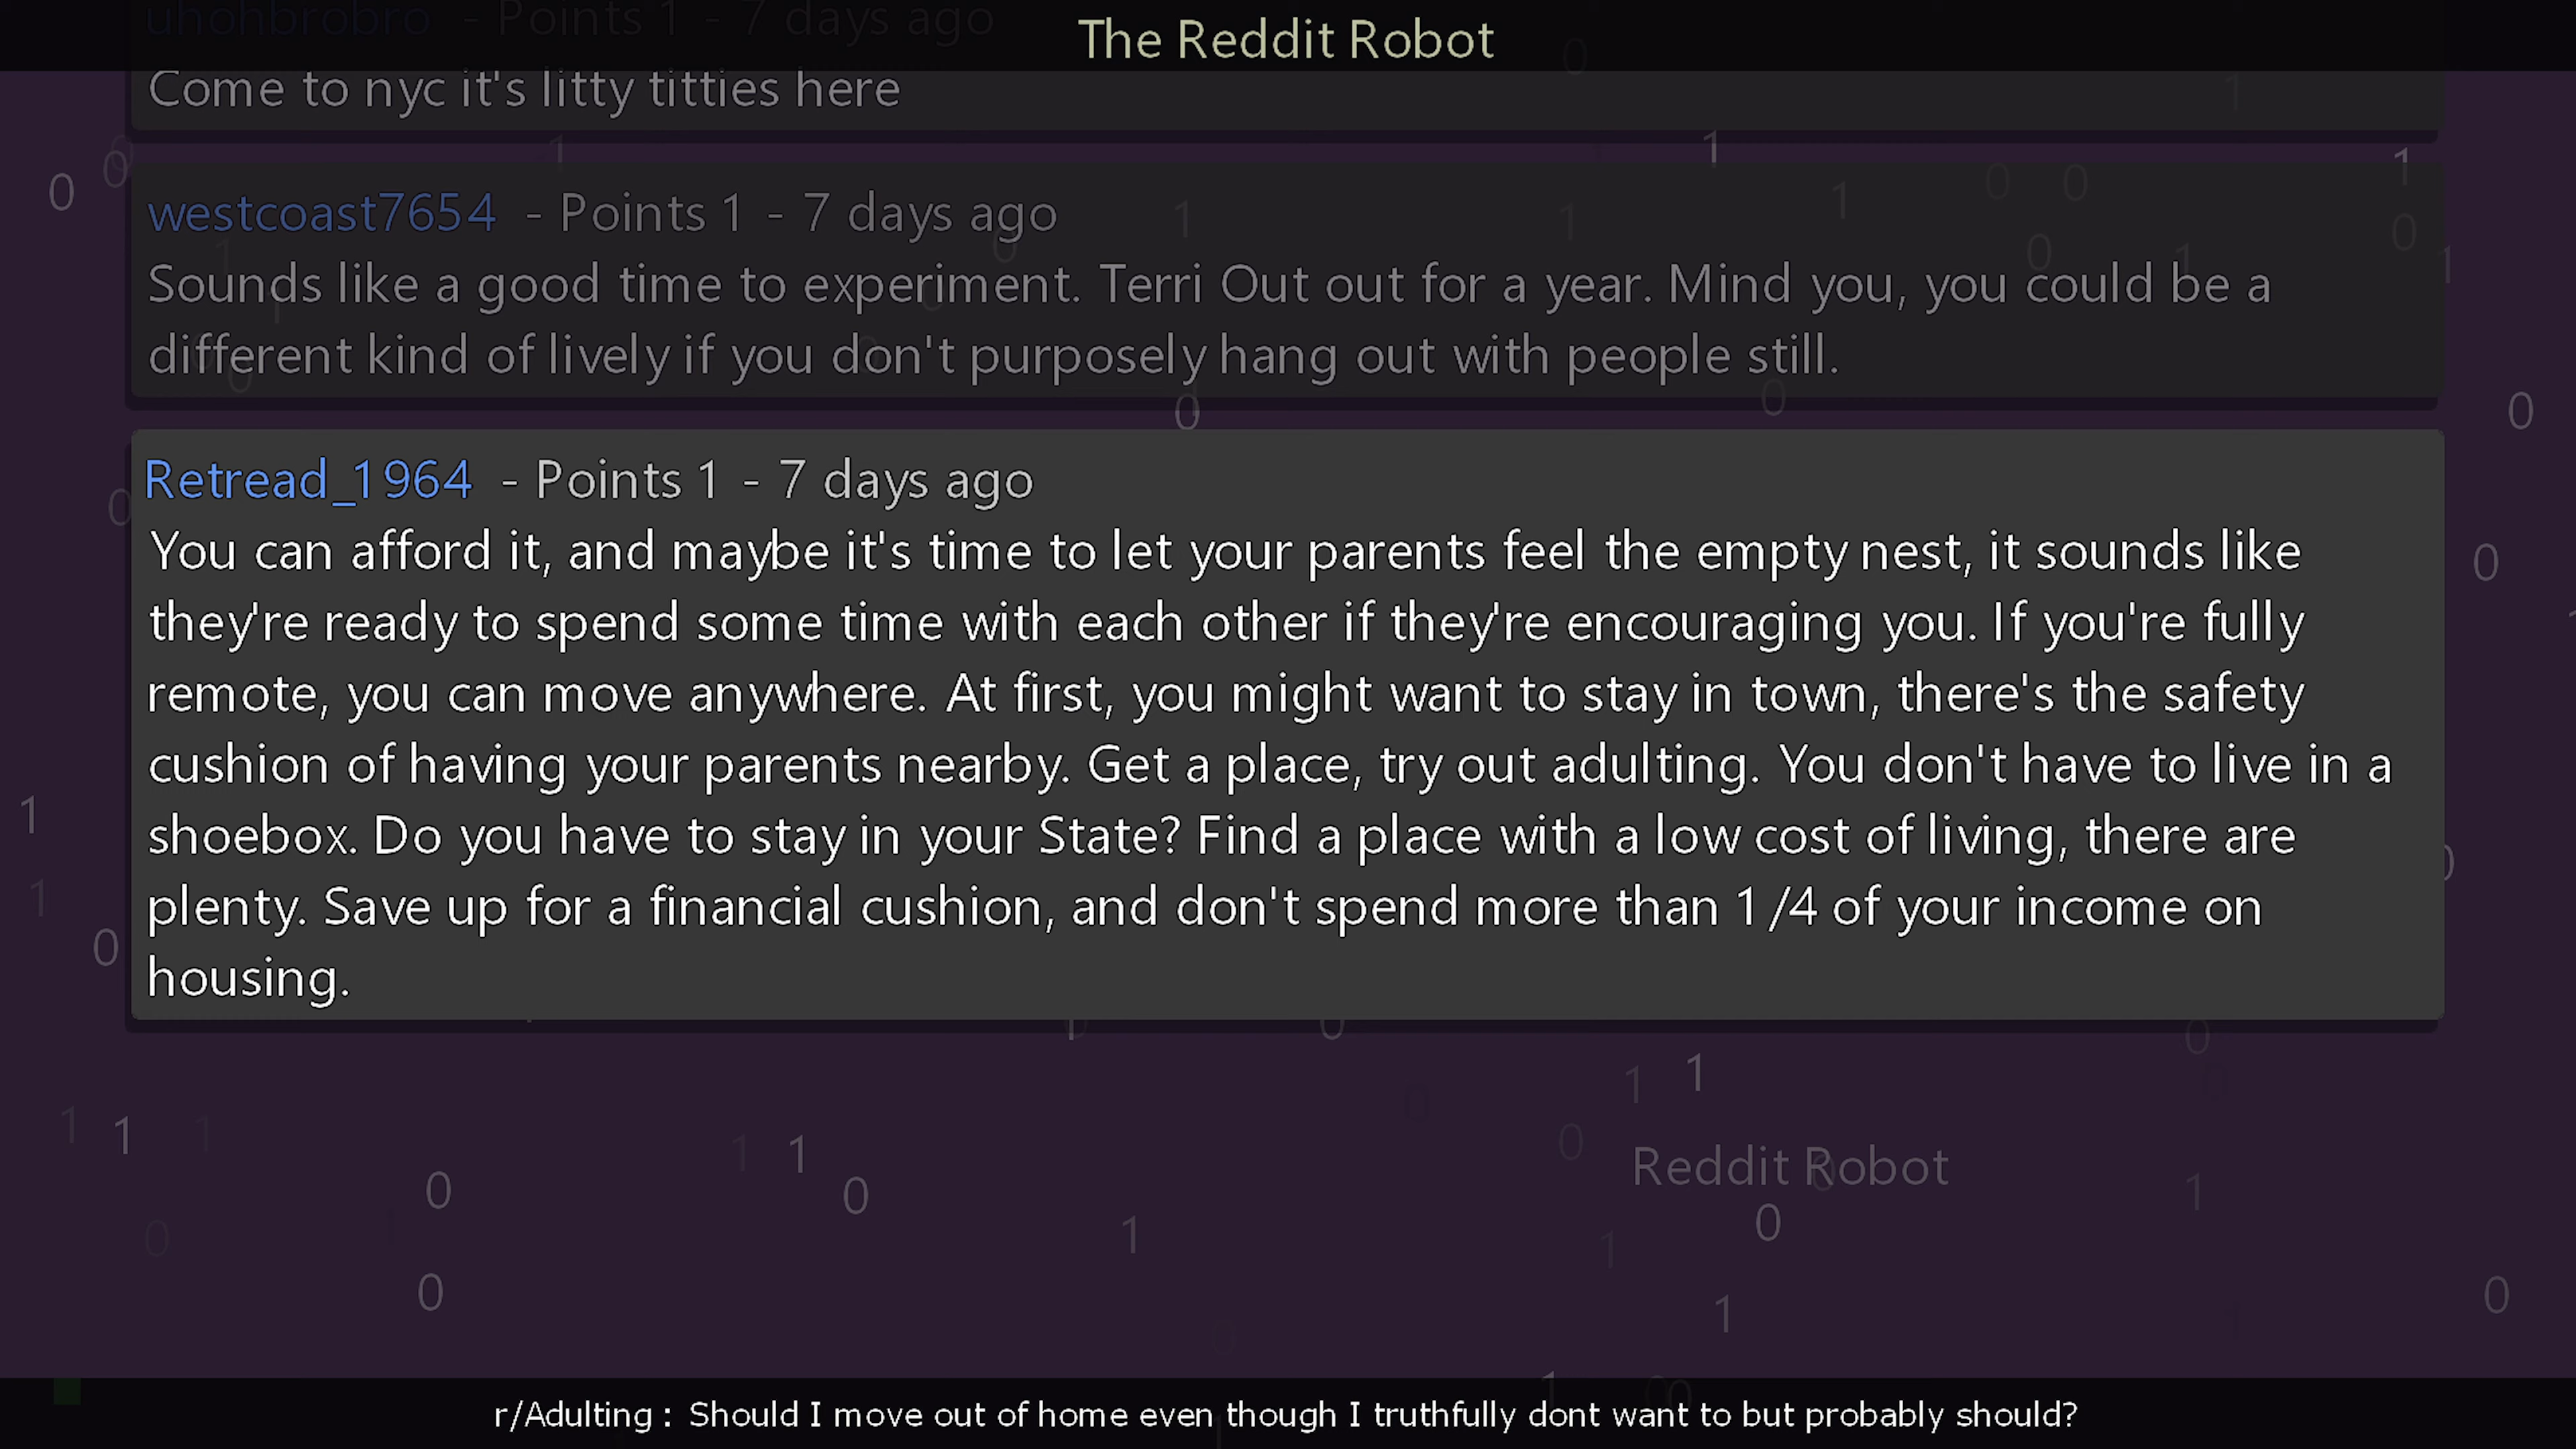 uhohbrobro - Points 1 - 7 days ago
The Reddit Robot
Come to nyc it's litty titties here
westcoast7654 - Points 1 - 7 days ago
Sounds like a good time to experiment. Terri Out out for a year. Mind you, you could be a
different kind of lively if you don't purposely hang out with people still.
Retread_1964 - Points 1 - 7 days ago
You can afford it, and maybe it's time to let your parents feel the empty nest, it sounds like
they're ready to spend some time with each other if they're encouraging you. If you're fully
remote, you can move anywhere. At first, you might want to stay in town, there's the safety
cushion of having your parents nearby. Get a place, try out adulting. You don't have to live in a
shoebox. Do you have to stay in your State? Find a place with a low cost of living, there are
plenty. Save up for a financial cushion, and don't spend more than 1/4 of your income on
housing.
Reddit Robot
r/Adulting : Should I move out of home even though I truthfully dont want to but probably should?